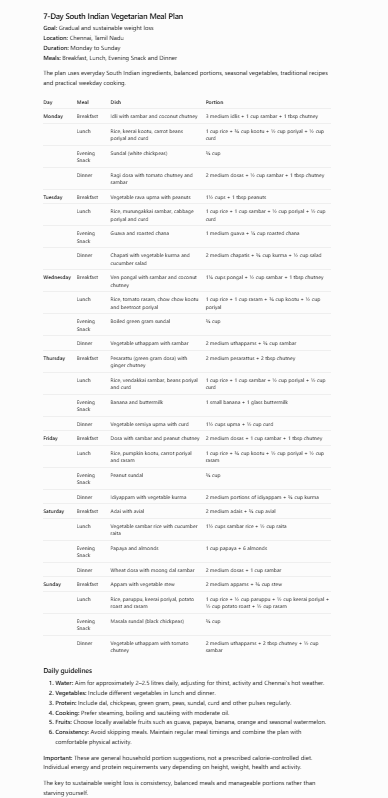 7-Day South Indian Vegetarian Meal Plan
Goal: Gradual and sustainable weight loss
Location: Chennai, Tamil Nadu
Duration: Monday to Sunday
Meals: Breakfast, Lunch, Evening Snack and Dinner
The plan uses everyday South Indian ingredients, balanced portions, seasonal vegetables, traditional recipes
and practical weekday cooking.
Day Meal Dish Portion
Monday Breakfast Idli with sambar and coconut chutney 3 medium idlis + 1 cup sambar + 1 tbsp chutney
Lunch Rice, keerai kootu, carrot beans 1 cup rice + ¾ cup kootu + ½ cup poriyal + ½ cup
poriyal and curd curd
Evening Sundal (white chickpeas) ¾ cup
Snack
Dinner Ragi dosa with tomato chutney and 2 medium dosas + ½ cup sambar + 1 tbsp chutney
sambar
Tuesday Breakfast Vegetable rava upma with peanuts 1½ cups + 1 tbsp peanuts
Lunch Rice, murungakkai sambar, cabbage 1 cup rice + 1 cup sambar + ½ cup poriyal + ½ cup
poriyal and curd curd
Evening Guava and roasted chana 1 medium guava + ¼ cup roasted chana
Snack
Dinner Chapati with vegetable kurma and 2 medium chapatis + ¾ cup kurma + ½ cup salad
cucumber salad
Wednesday Breakfast Ven pongal with sambar and coconut 1¼ cups pongal + ½ cup sambar + 1 tbsp chutney
chutney
Lunch Rice, tomato rasam, chow chow kootu 1 cup rice + 1 cup rasam + ¾ cup kootu + ½ cup
and beetroot poriyal poriyal
Evening Boiled green gram sundal ¾ cup
Snack
Dinner Vegetable uthappam with sambar 2 medium uthappams + ¾ cup sambar
Thursday Breakfast Pesarattu (green gram dosa) with 2 medium pesarattus + 2 tbsp chutney
ginger chutney
Lunch Rice, vendakkai sambar, beans poriyal 1 cup rice + 1 cup sambar + ½ cup poriyal + ½ cup
and curd curd
Evening Banana and buttermilk 1 small banana + 1 glass buttermilk
Snack
Dinner Vegetable semiya upma with curd 1½ cups upma + ½ cup curd
Friday Breakfast Dosa with sambar and peanut chutney 2 medium dosas + 1 cup sambar + 1 tbsp chutney
Lunch Rice, pumpkin kootu, carrot poriyal 1 cup rice + ¾ cup kootu + ½ cup poriyal + ½ cup
and rasam rasam
Evening Peanut sundal ½ cup
Snack
Dinner Idiyappam with vegetable kurma 2 medium portions of idiyappam + ¾ cup kurma
Saturday Breakfast Adai with avial 2 medium adais + ¾ cup avial
Lunch Vegetable sambar rice with cucumber 1½ cups sambar rice + ½ cup raita
raita
Evening Papaya and almonds 1 cup papaya + 6 almonds
Snack
Dinner Wheat dosa with moong dal sambar 2 medium dosas + 1 cup sambar
Sunday Breakfast Appam with vegetable stew 2 medium appams + ¾ cup stew
Lunch Rice, paruppu, keerai poriyal, potato 1 cup rice + ½ cup paruppu + ½ cup keerai poriyal +
roast and rasam ½ cup potato roast + ½ cup rasam
Evening Masala sundal (black chickpeas) ¾ cup
Snack
Dinner Vegetable uthappam with tomato 2 medium uthappams + 2 tbsp chutney + ½ cup
chutney sambar
Daily guidelines
1. Water: Aim for approximately 2–2.5 litres daily, adjusting for thirst, activity and Chennai's hot weather.
2. Vegetables: Include different vegetables in lunch and dinner.
3. Protein: Include dal, chickpeas, green gram, peas, sundal, curd and other pulses regularly.
4. Cooking: Prefer steaming, boiling and sautéing with moderate oil.
5. Fruits: Choose locally available fruits such as guava, papaya, banana, orange and seasonal watermelon.
6. Consistency: Avoid skipping meals. Maintain regular meal timings and combine the plan with
comfortable physical activity.
Important: These are general household portion suggestions, not a prescribed calorie-controlled diet.
Individual energy and protein requirements vary depending on height, weight, health and activity.
The key to sustainable weight loss is consistency, balanced meals and manageable portions rather than
starving yourself.